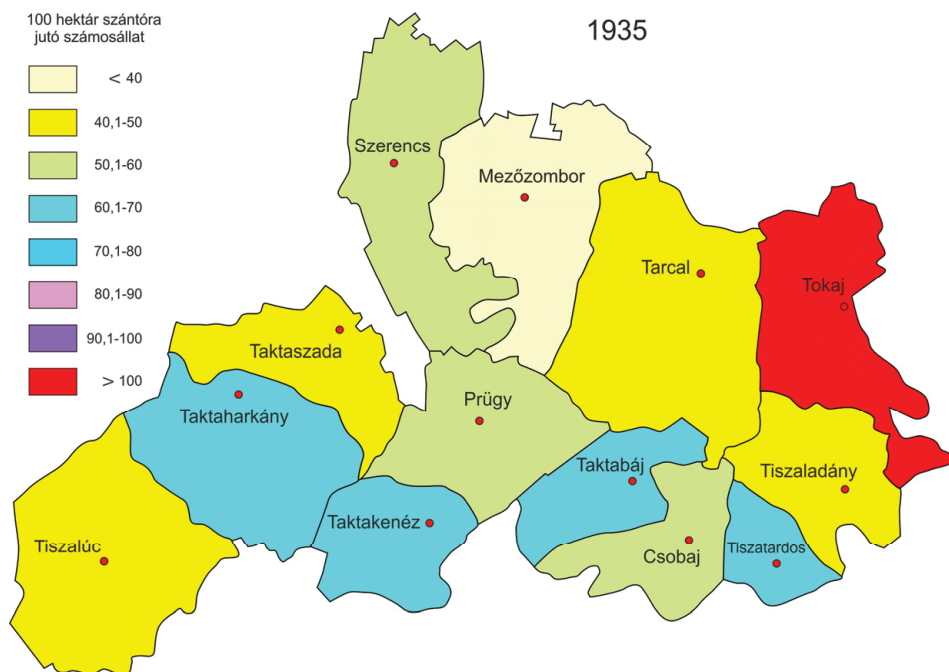 100 hektár szántóra
jutó számosállat
< 40
40,1-50
50,1-60
60,1-70
70,1-80
80,1-90
90,1-100
> 100
1935
Szerencs
Mezőzombor
Tarcal
Tokaj
Taktaszada
Prügy
Taktaharkány
Taktabáj
Tiszaladány
Taktakenéz
Tiszalúc
Csobaj
Tiszatardos